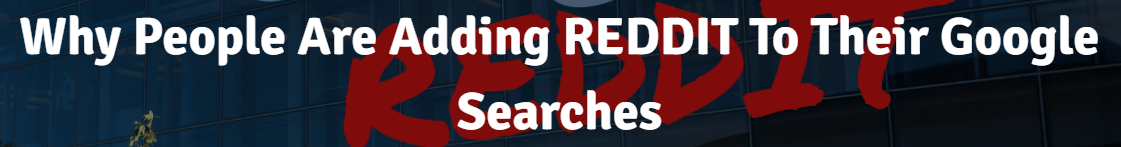 Why People Are Adding REDDIT To Their Google
Searches
REDDIT